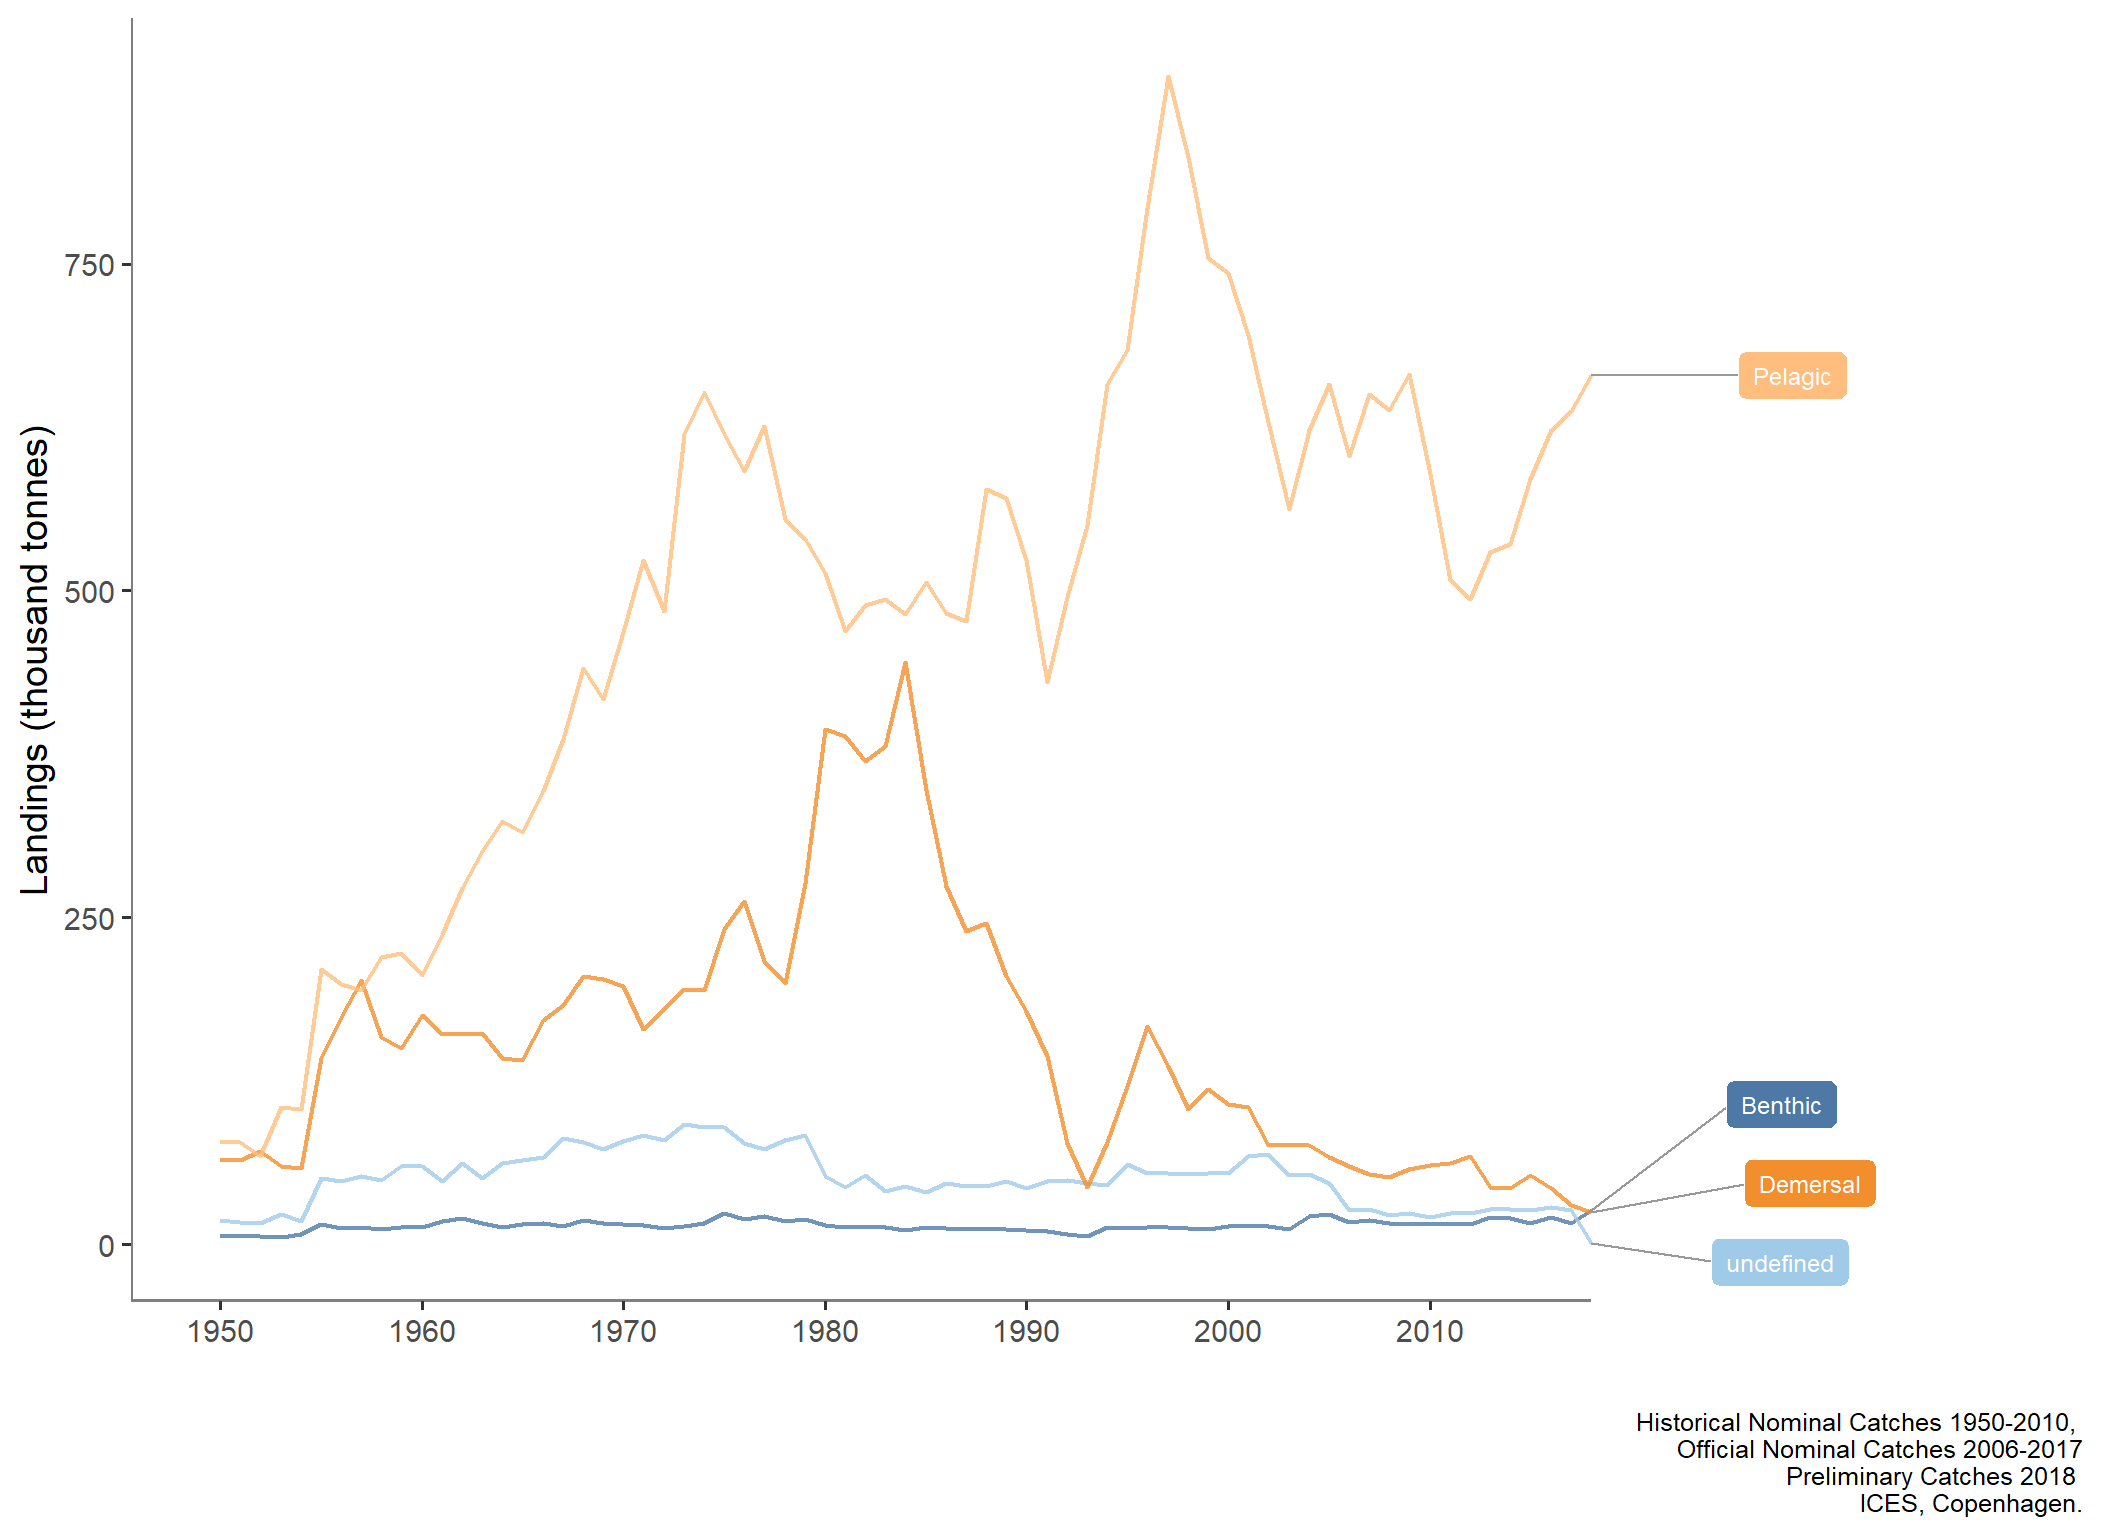 Landings (thousand tonnes)
750
500
250
0
1950
1960
1970
1980
1990
2000
2010
Pelagic
Benthic
Demersal
undefined
Historical Nominal Catches 1950-2010,
Official Nominal Catches 2006-2017
Preliminary Catches 2018
ICES, Copenhagen.